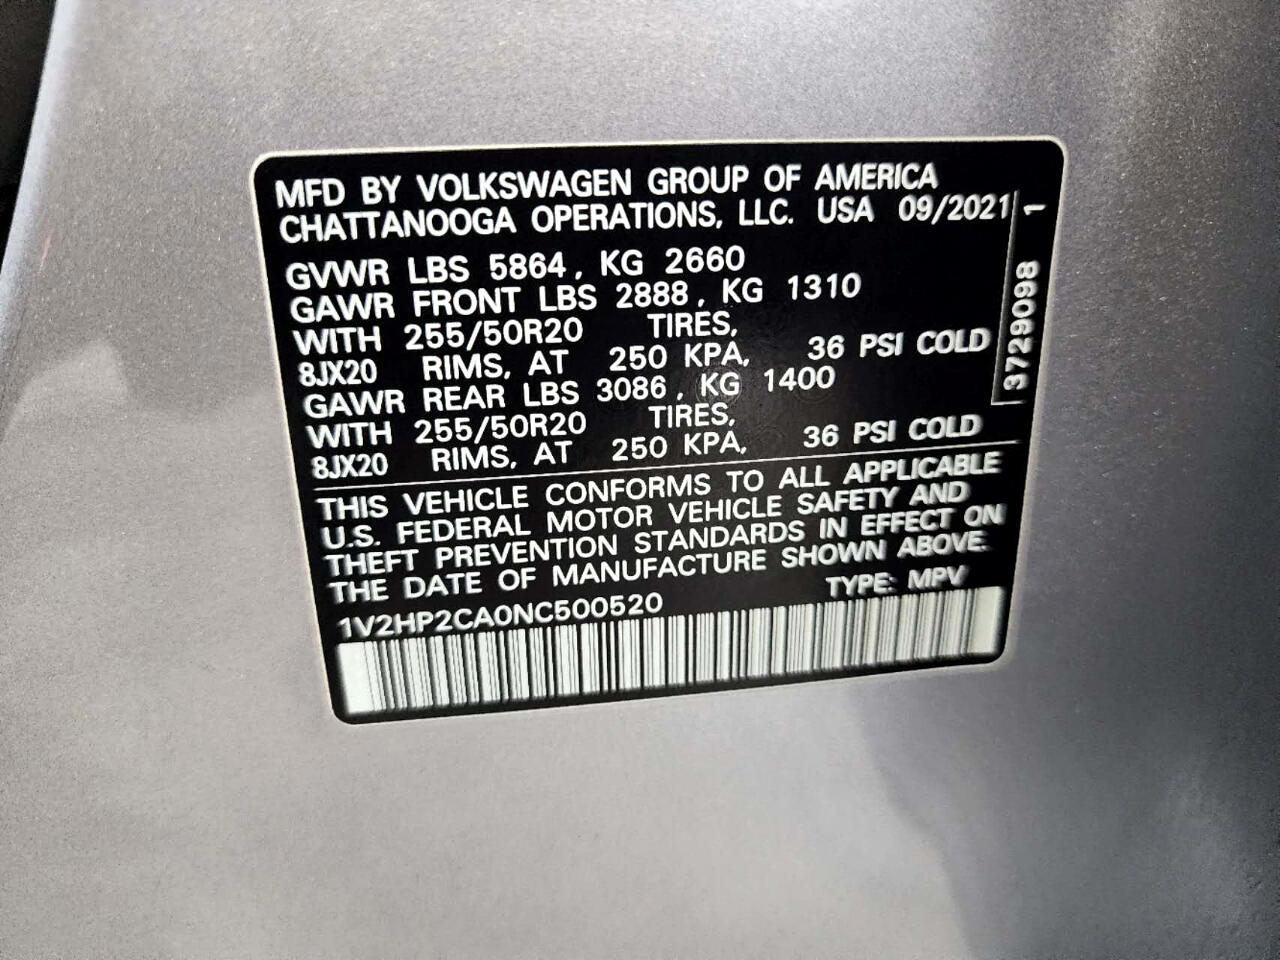 MFD BY VOLKSWAGEN GROUP OF AMERICA
CHATTANOOGA OPERATIONS, LLC. USA 09/2021
GVWR LBS 5864, KG 2660
GAWR FRONT LBS 2888, KG 1310
WITH 255/50R20 TIRES,
8JX20 RIMS, AT 250 KPA, 36 PSI COLD
GAWR REAR LBS 3086, KG 1400
WITH 255/50R20 TIRES,
8JX20 RIMS, AT 250 KPA, 36 PSI COLD
THIS VEHICLE CONFORMS TO ALL APPLICABLE
U.S. FEDERAL MOTOR VEHICLE SAFETY AND
THEFT PREVENTION STANDARDS IN EFFECT ON
THE DATE OF MANUFACTURE SHOWN ABOVE.
1V2HP2CA0NC500520 TYPE: MPV
3729098 1